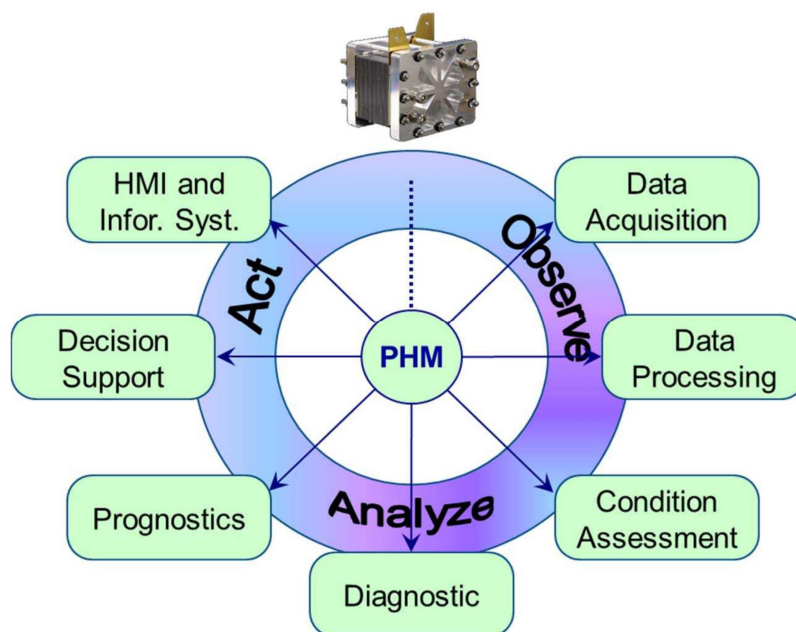 HMI and
Infor. Syst.
Data
Acquisition
Act
Observe
Decision
Support
PHM
Data
Processing
Prognostics
Analyze
Condition
Assessment
Diagnostic